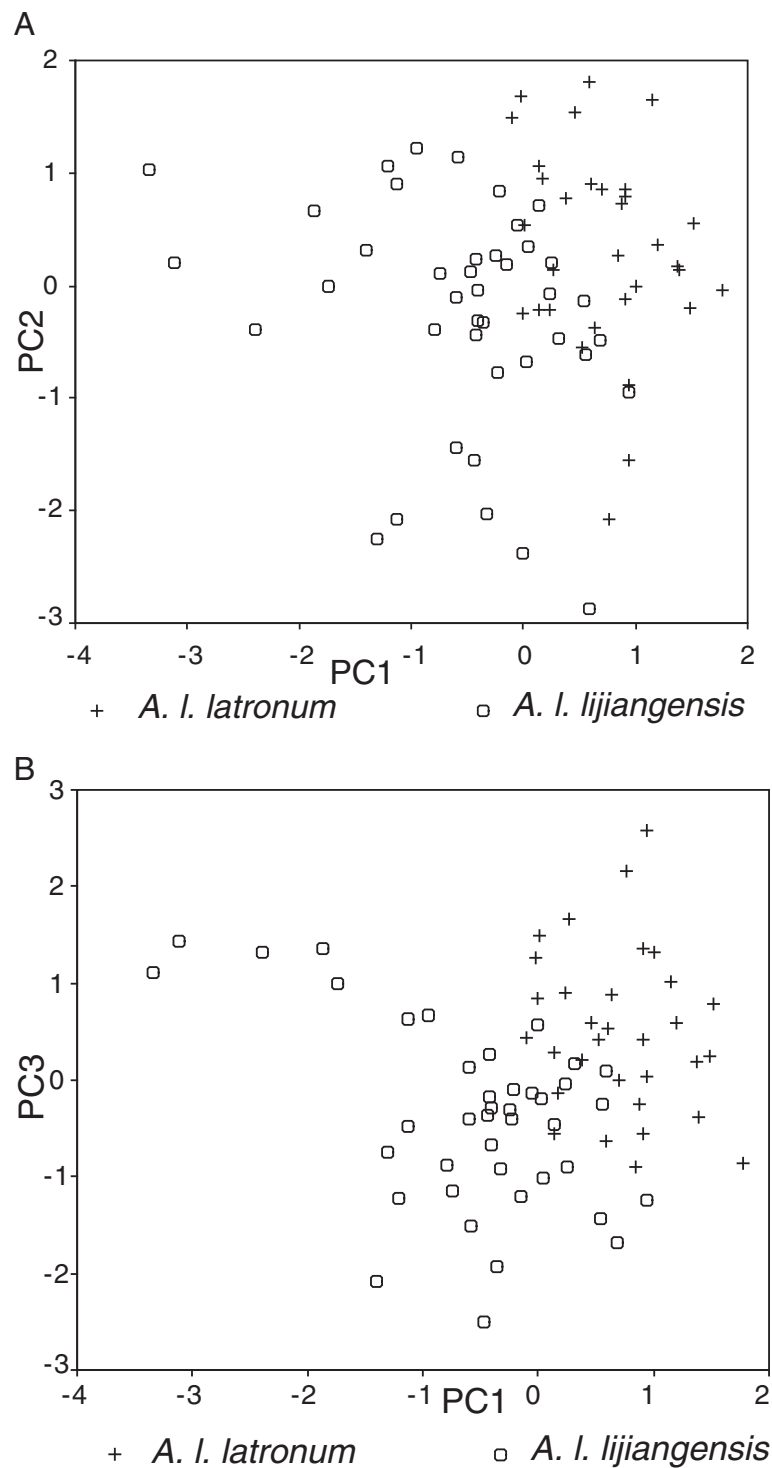 A
2
1
0
-1
-2
-3
PC2
-4 -3 -2 -1 0 1 2
PC1
+ A. l. latronum A. l. lijiangensis
B
3
2
1
0
-1
-2
-3
PC3
-4 -3 -2 -1 0 1 2
PC1
+ A. l. latronum A. l. lijiangensis